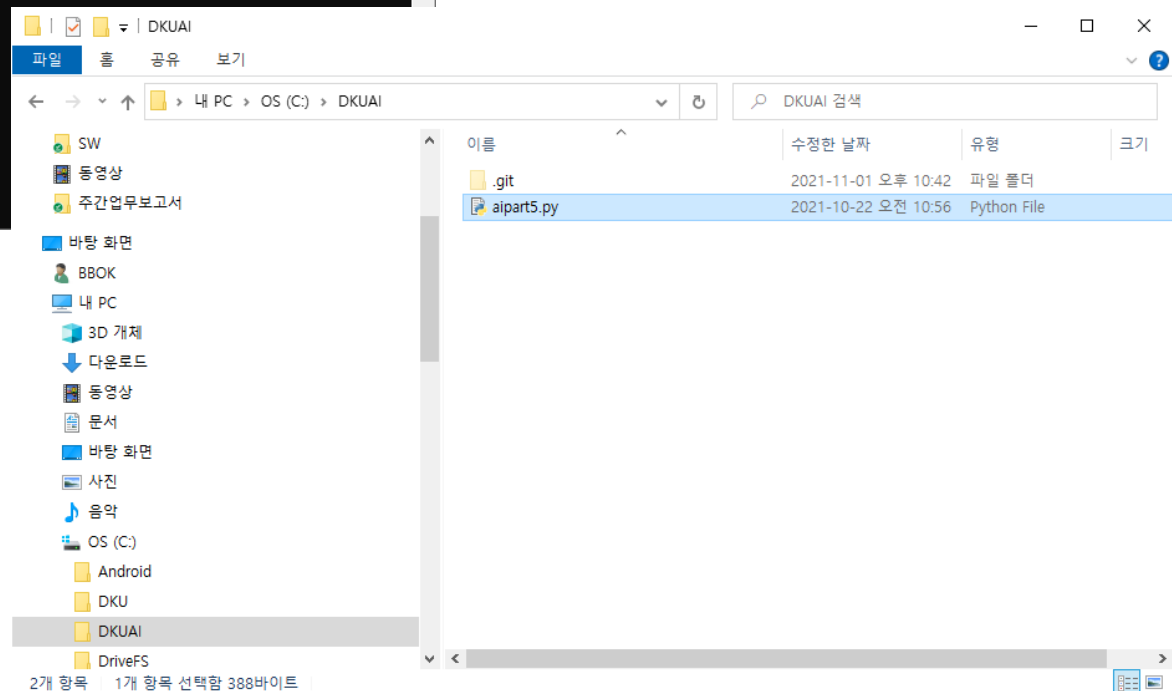 DKUAI
파일 홈 공유 보기
내 PC OS (C:) DKUAI
DKUAI 검색
SW
동영상
주간업무보고서
바탕 화면
BBOK
내 PC
3D 개체
다운로드
동영상
문서
바탕 화면
사진
음악
OS (C:)
Android
DKU
DKUAI
DriveFS
이름 수정한 날짜 유형 크기
.git 2021-11-01 오후 10:42 파일 폴더
aipart5.py 2021-10-22 오전 10:56 Python File
2개 항목 1개 항목 선택함 388바이트